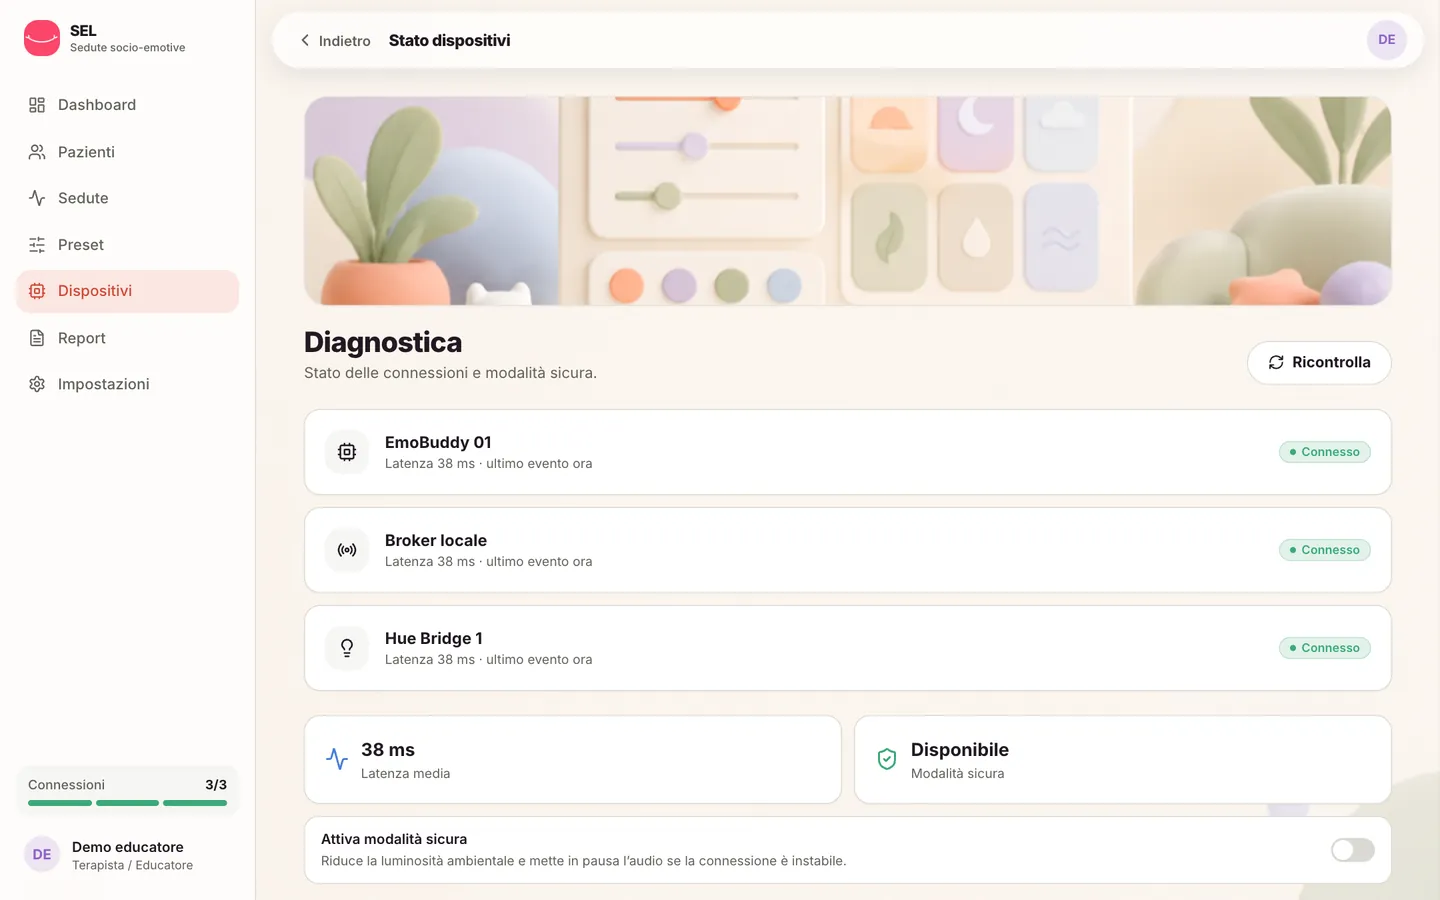 SEL
Sedute socio-emotive
Dashboard
Pazienti
Sedute
Preset
Dispositivi
Report
Impostazioni
Connessioni 3/3
DE
Demo educatore
Terapista / Educatore
Indietro Stato dispositivi
DE
Diagnostica
Stato delle connessioni e modalità sicura.
Ricontrolla
EmoBuddy 01
Latenza 38 ms · ultimo evento ora
Connesso
Broker locale
Latenza 38 ms · ultimo evento ora
Connesso
Hue Bridge 1
Latenza 38 ms · ultimo evento ora
Connesso
38 ms
Latenza media
Disponibile
Modalità sicura
Attiva modalità sicura
Riduce la luminosità ambientale e mette in pausa l’audio se la connessione è instabile.